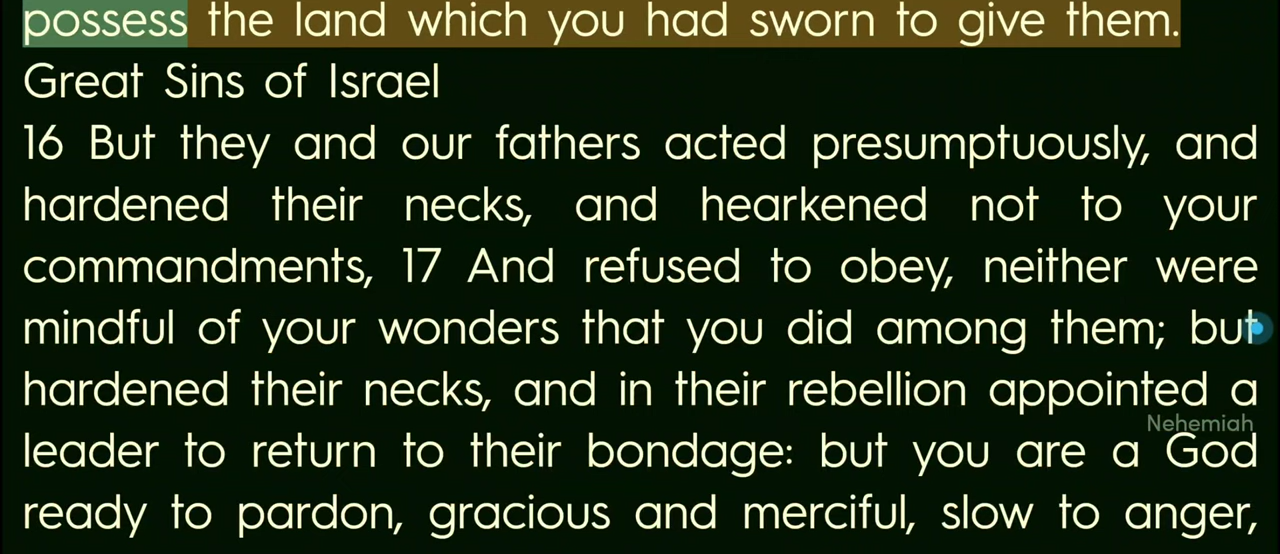 possess the land which you had sworn to give them.
Great Sins of Israel
16 But they and our fathers acted presumptuously, and
hardened their necks, and hearkened not to your
commandments, 17 And refused to obey, neither were
mindful of your wonders that you did among them; but
hardened their necks, and in their rebellion appointed a
Nehemiah
leader to return to their bondage: but you are a God
ready to pardon, gracious and merciful, slow to anger,